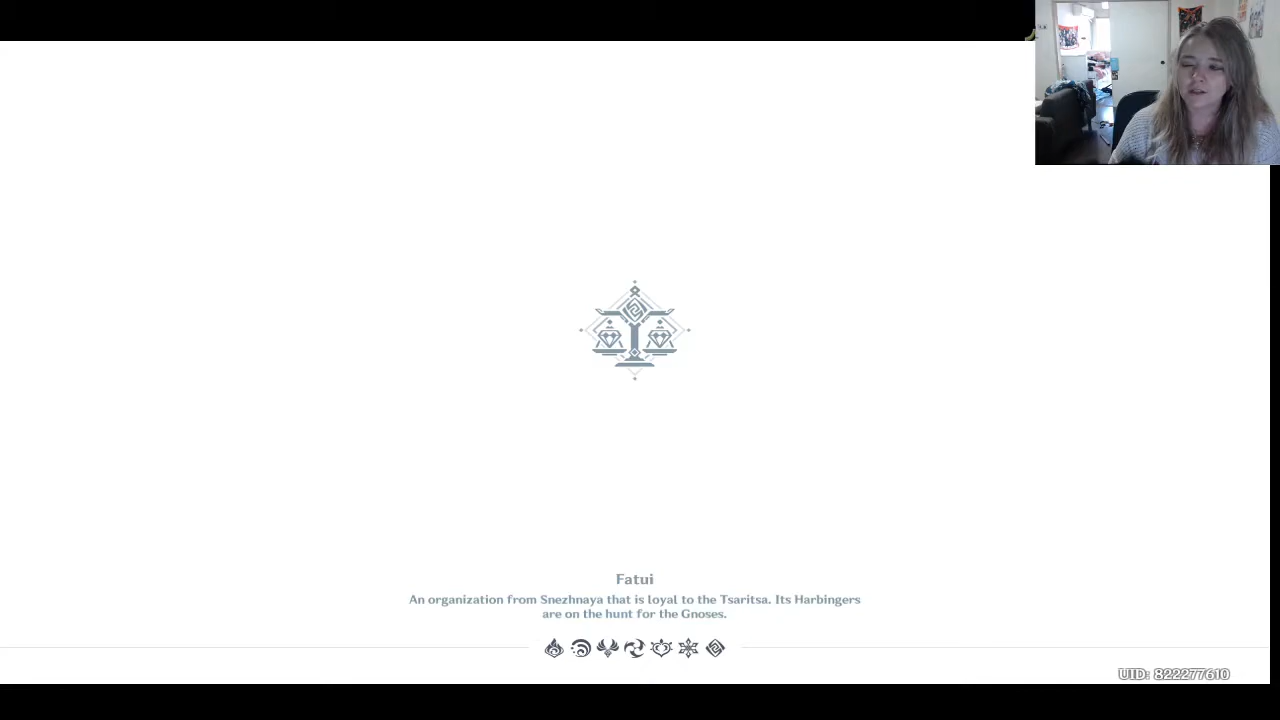 Fatui
An organization from Snezhnaya that is loyal to the Tsaritsa. Its Harbingers
are on the hunt for the Gnoses.
UID: 822277610